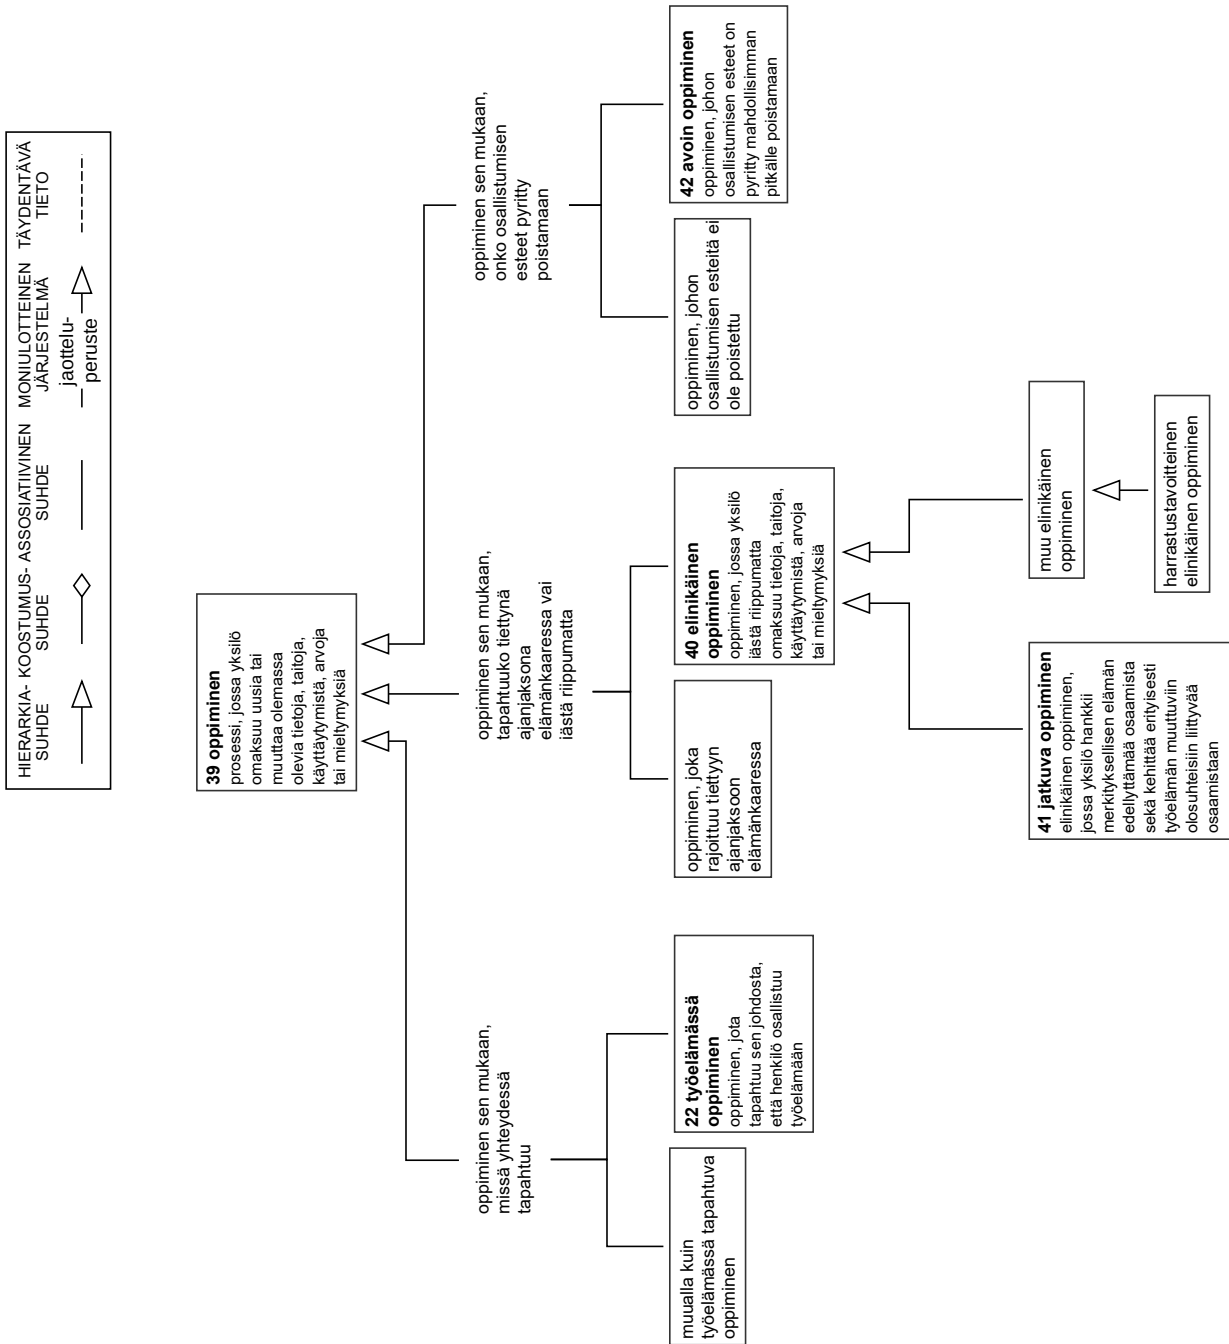 HIERARKIA-
SUHDE
KOOSTUMUS-
SUHDE
ASSOSIATIIVINEN
SUHDE
MONIULOTTEINEN
JÄRJESTELMÄ
jaottelu-
peruste
TÄYDENTÄVÄ
TIETO
39 oppiminen
prosessi, jossa yksilö
omaksuu uusia tai
muuttaa olemassa
olevia tietoja, taitoja,
käyttäytymistä, arvoja
tai mieltymyksiä
oppiminen sen mukaan,
missä yhteydessä
tapahtuu
oppiminen sen mukaan,
tapahtuuko tiettynä
ajanjaksona
elämänkaaressa vai
iästä riippumatta
oppiminen sen mukaan,
onko osallistumisen
esteet pyritty
poistamaan
muualla kuin
työelämässä tapahtuva
oppiminen
22 työelämässä
oppiminen
oppiminen, jota
tapahtuu sen johdosta,
että henkilö osallistuu
työelämään
oppiminen, joka
rajoittuu tiettyyn
ajanjaksoon
elämänkaaressa
40 elinikäinen
oppiminen
oppiminen, jossa yksilö
iästä riippumatta
omaksuu tietoja, taitoja,
käyttäytymistä, arvoja
tai mieltymyksiä
oppiminen, johon
osallistumisen esteitä ei
ole poistettu
42 avoin oppiminen
oppiminen, johon
osallistumisen esteet on
pyritty mahdollisimman
pitkälle poistamaan
41 jatkuva oppiminen
elinikäinen oppiminen,
jossa yksilö hankkii
merkityksellisen elämän
edellyttämää osaamista
sekä kehittää erityisesti
työelämän muuttuviin
olosuhteisiin liittyvää
osaamistaan
muu elinikäinen
oppiminen
harrastustavoitteinen
elinikäinen oppiminen